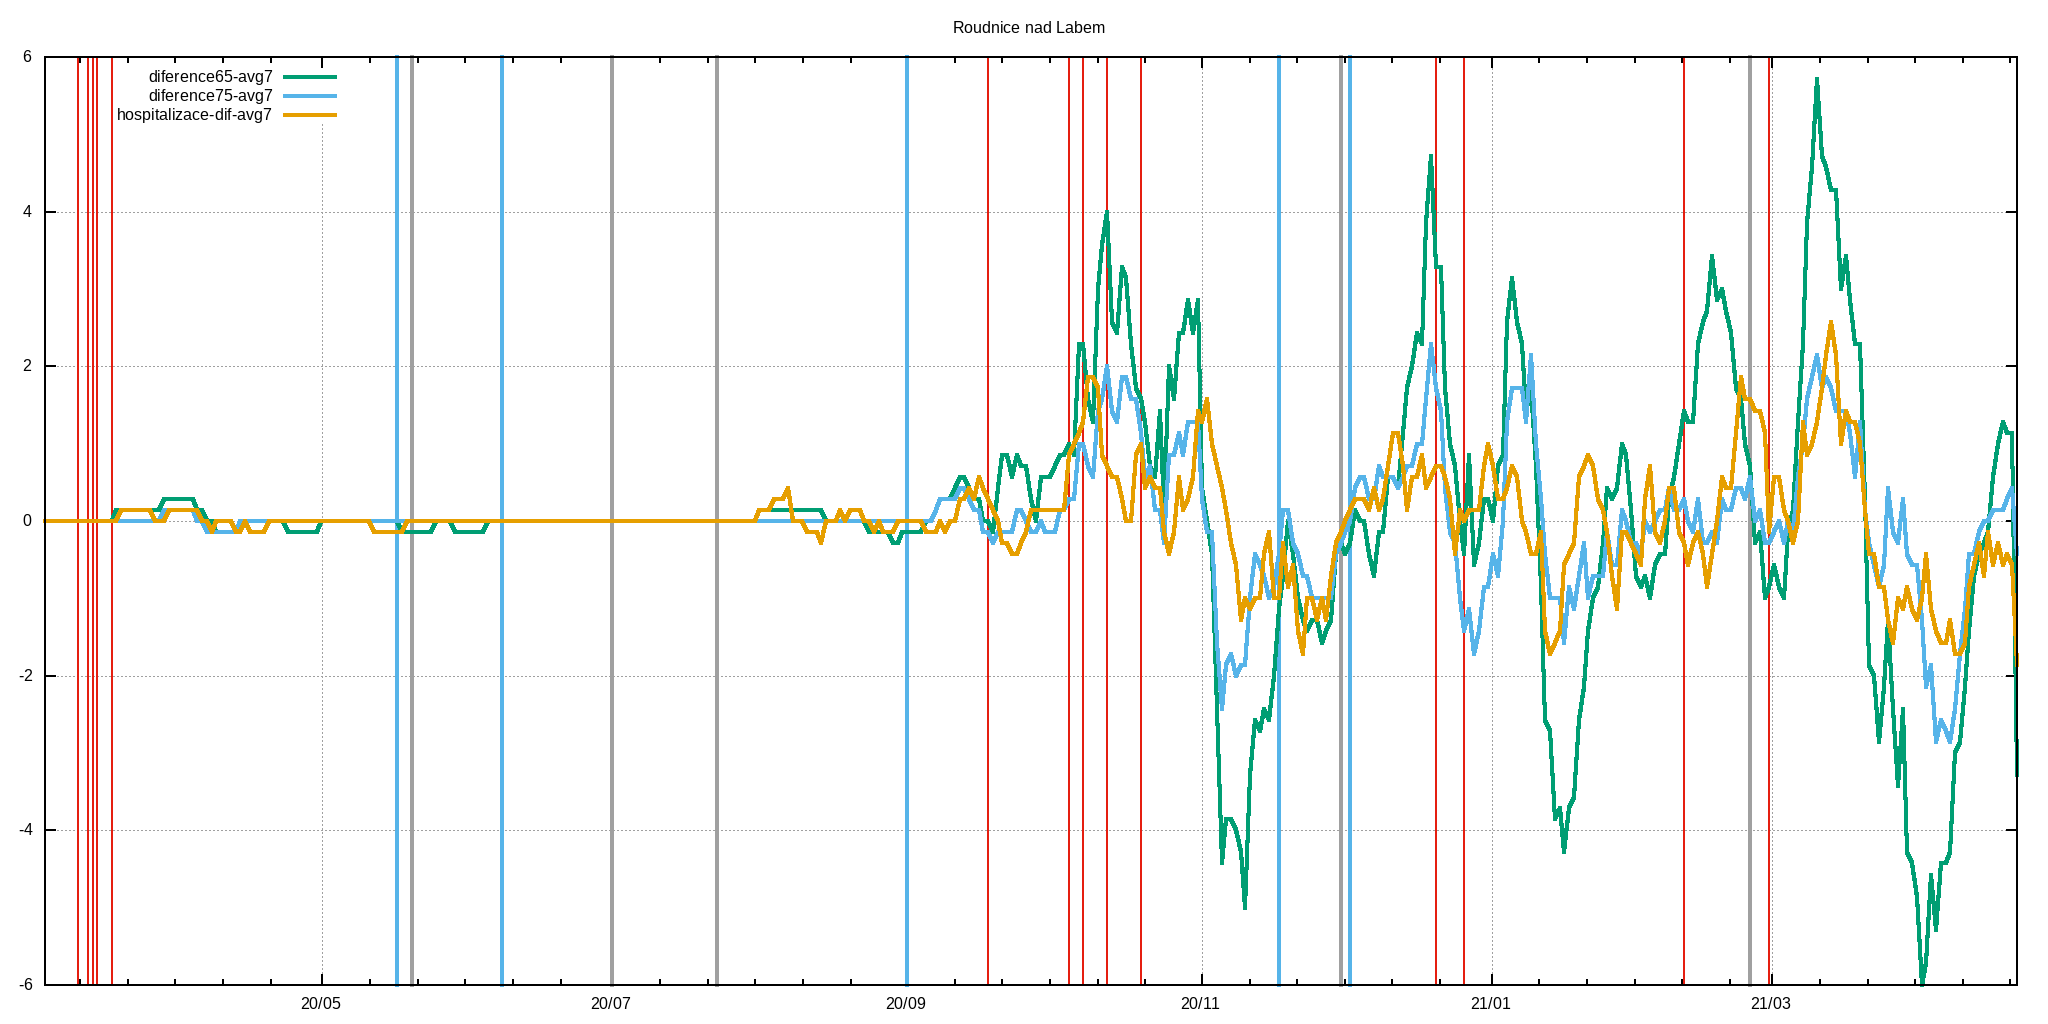 Roudnice nad Labem
diference65-avg7
diference75-avg7
hospitalizace-dif-avg7
6
4
2
0
-2
-4
-6
20/05 20/07 20/09 20/11 21/01 21/03